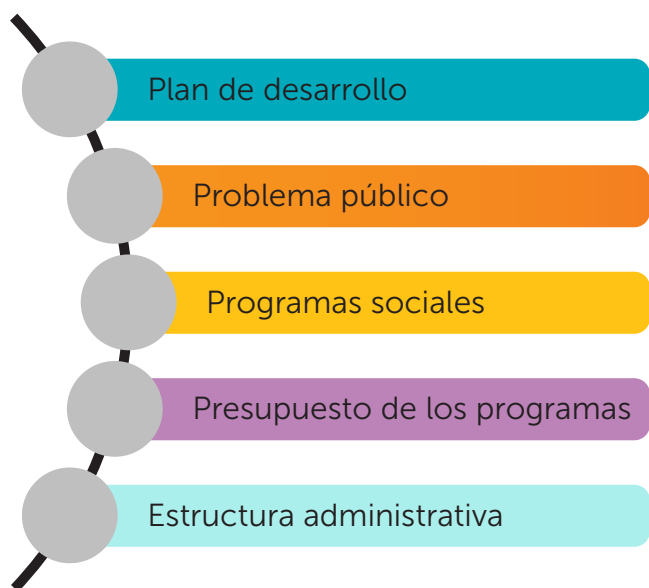 Plan de desarrollo
Problema público
Programas sociales
Presupuesto de los programas
Estructura administrativa